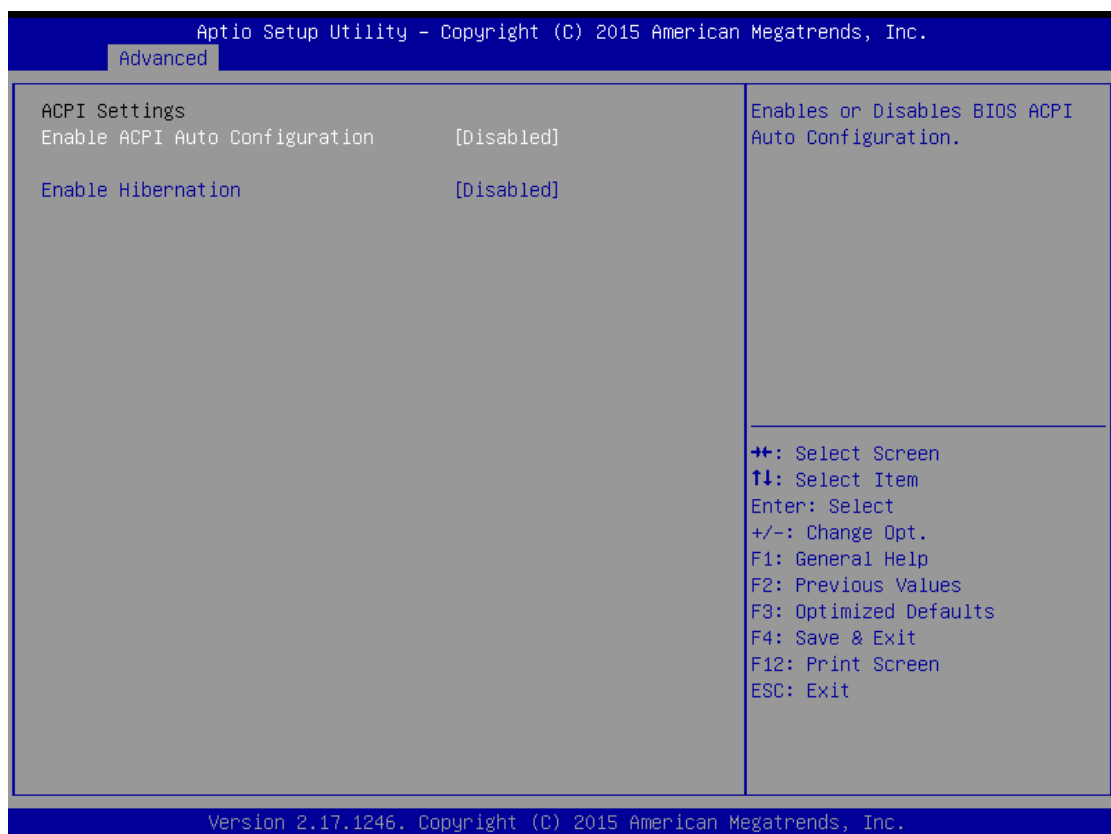 Aptio Setup Utility – Copyright (C) 2015 American Megatrends, Inc.
Advanced
ACPI Settings
Enable ACPI Auto Configuration [Disabled]
Enable Hibernation [Disabled]
Enables or Disables BIOS ACPI
Auto Configuration.
→←: Select Screen
↑↓: Select Item
Enter: Select
+/-: Change Opt.
F1: General Help
F2: Previous Values
F3: Optimized Defaults
F4: Save & Exit
F12: Print Screen
ESC: Exit
Version 2.17.1246. Copyright (C) 2015 American Megatrends, Inc.